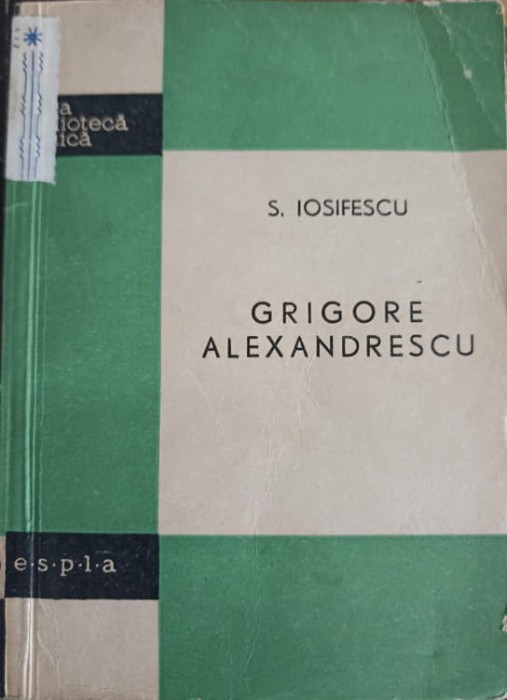 S. IOSIFESCU
GRIGORE
ALEXANDRESCU
e·s·p·l·a